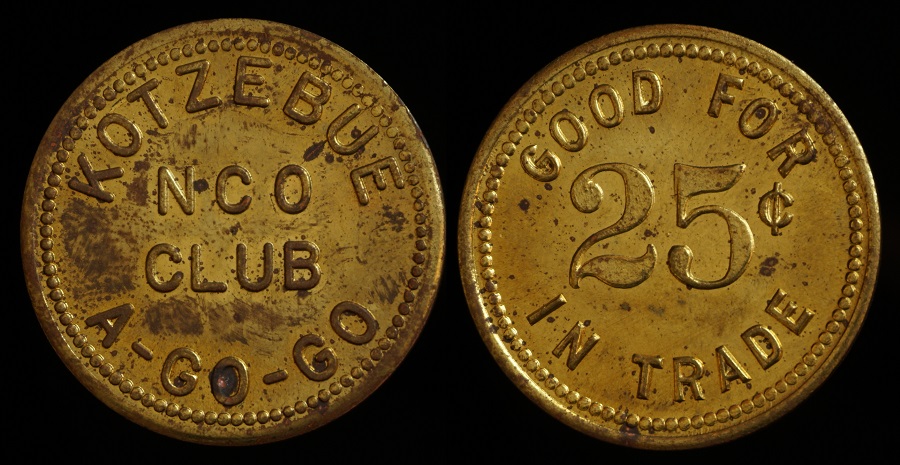 KOTZEBUE
NCO
CLUB
A-GO-GO
GOOD FOR
25¢
IN TRADE